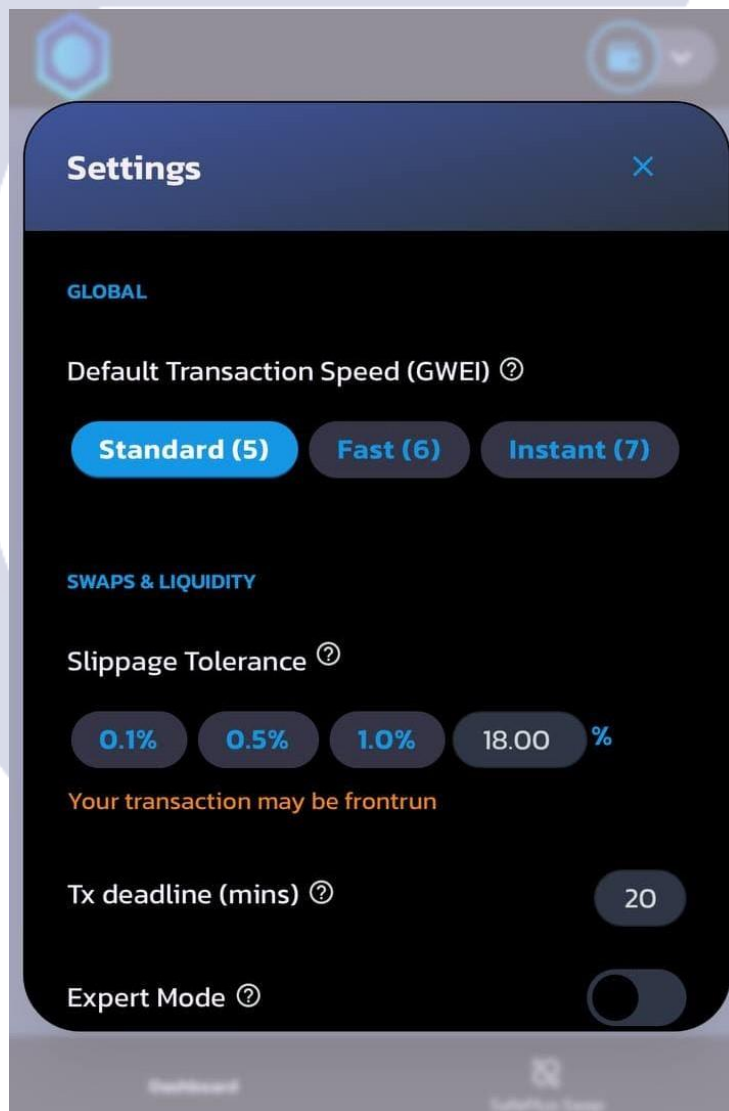 Settings
GLOBAL
Default Transaction Speed (GWEI) ?
Standard (5) Fast (6) Instant (7)
SWAPS & LIQUIDITY
Slippage Tolerance ?
0.1% 0.5% 1.0% 18.00 %
Your transaction may be frontrun
Tx deadline (mins) ? 20
Expert Mode ?
Dashboard